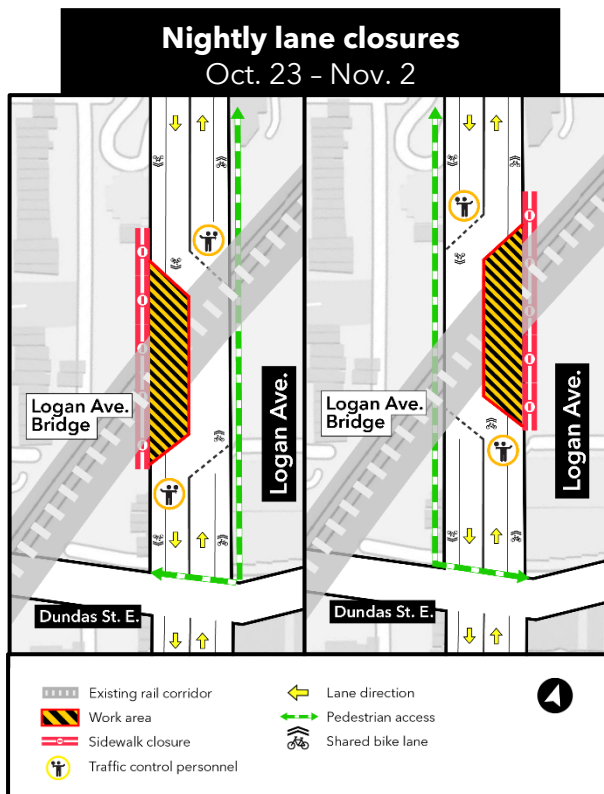 Nightly lane closures
Oct. 23 – Nov. 2
Logan Ave.
Bridge
Logan Ave.
Dundas St. E.
Logan Ave.
Bridge
Logan Ave.
Dundas St. E.
Existing rail corridor
Work area
Sidewalk closure
Traffic control personnel
Lane direction
Pedestrian access
Shared bike lane